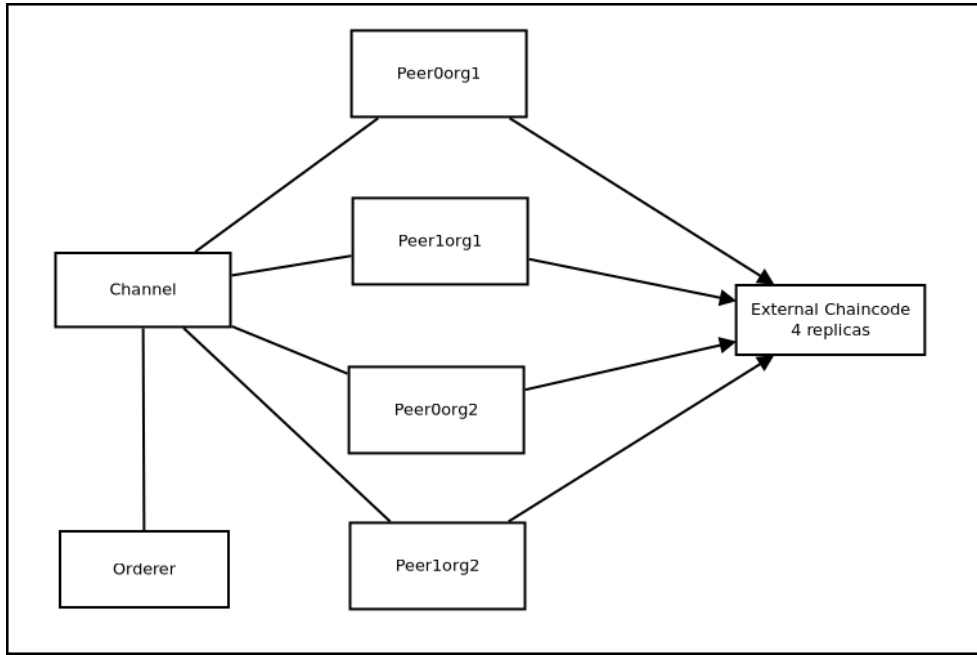 Peer0org1
Peer1org1
Channel
External Chaincode
4 replicas
Peer0org2
Orderer
Peer1org2